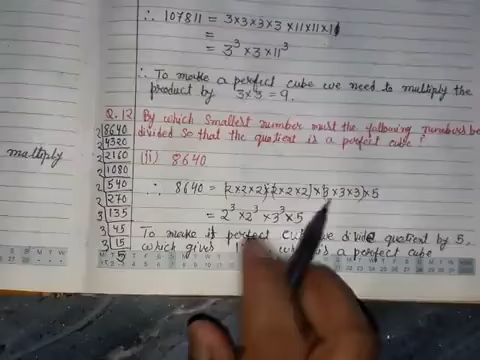 ∴ 107811 = 3×3×3×3 ×11×11×11
=
= 3³ ×3 ×11³
∴ To make a perfect cube we need to multiply the
product by 3×3 = 9.
Q.12 By which smallest number must the following numbers be
divided so that the quotient is a perfect cube?
(ii) 8640
∴ 8640 = (2×2×2)×(2×2×2)×(3×3×3)×5
= 2³×2³×3³×5
To make it perfect cube we divide quotient by 5,
which gives is a perfect cube
multiply
2 8640
2 4320
2 2160
2 1080
2 540
2 270
3 135
3 45
3 15
5